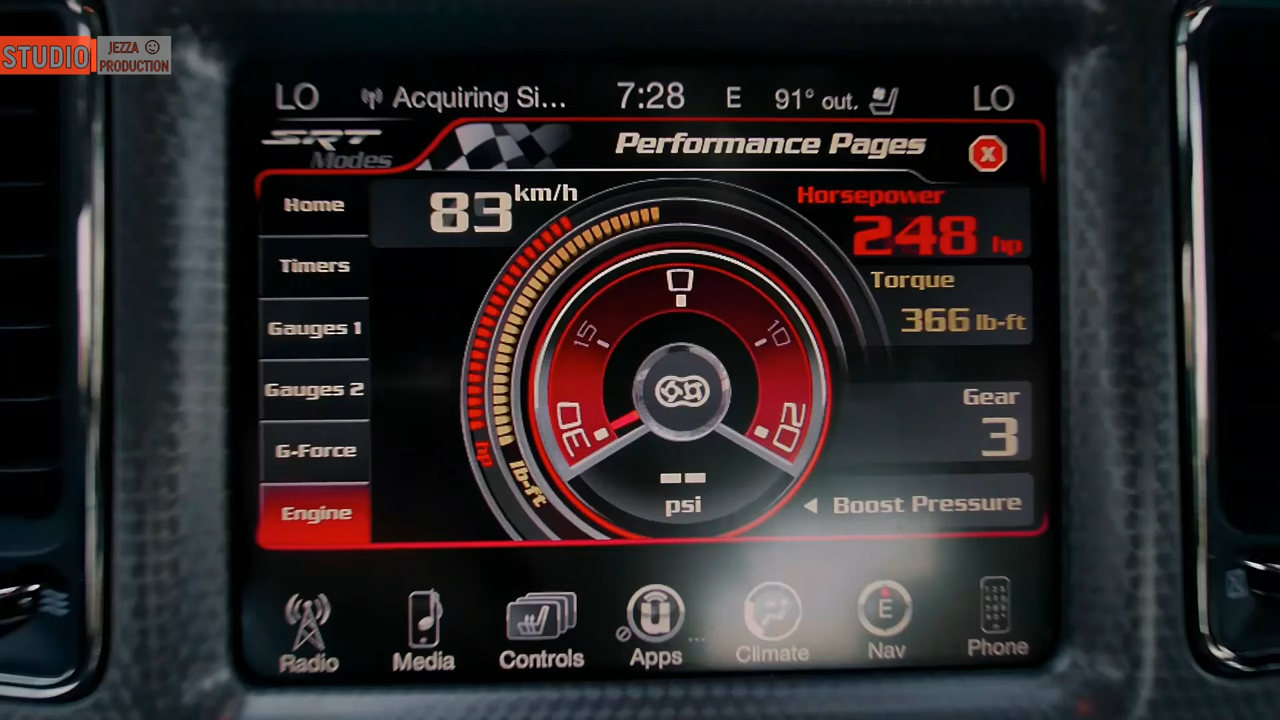 STUDIO
JEZZA
PRODUCTION
LO Acquiring Si... 7:28 E 91° out. LO
SRT
Modes
Performance Pages
X
Home
Timers
Gauges 1
Gauges 2
G-Force
Engine
83 km/h
Horsepower
248 hp
Torque
366 lb-ft
Gear
3
Boost Pressure
0
15
10
30
20
hp
lb-ft
-- psi
Radio
Media
Controls
Apps
Climate
E
Nav
Phone